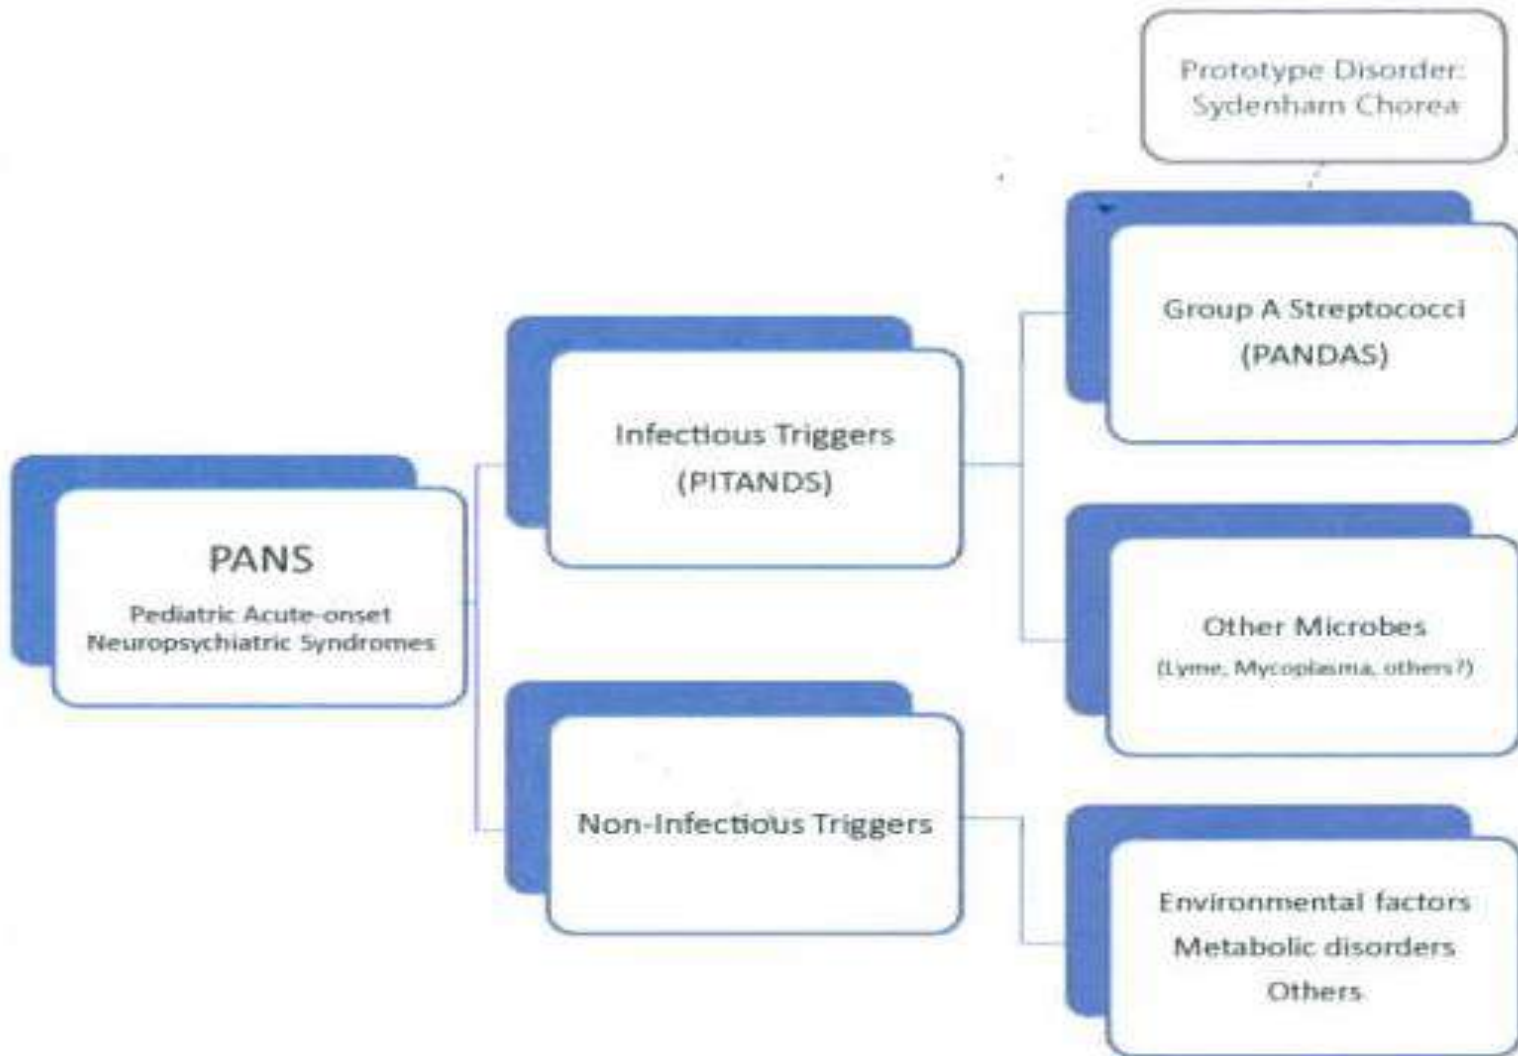 Prototype Disorder:
Sydenham Chorea
Group A Streptococci
(PANDAS)
Infectious Triggers
(PITANDS)
PANS
Pediatric Acute-onset
Neuropsychiatric Syndromes
Other Microbes
(Lyme, Mycoplasma, others?)
Non-Infectious Triggers
Environmental factors
Metabolic disorders
Others